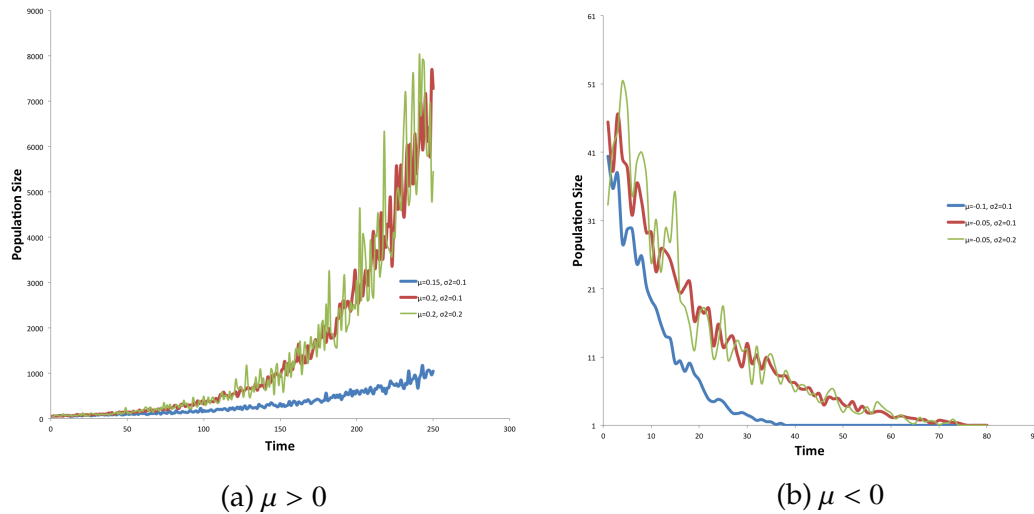 9000
8000
7000
6000
5000
4000
3000
2000
1000
0
Population Size
0 50 100 150 200 250 300
Time
μ=0.15, σ2=0.1
μ=0.2, σ2=0.1
μ=0.2, σ2=0.2
(a) μ > 0
61
51
41
31
21
11
1
Population Size
0 10 20 30 40 50 60 70 80 90
Time
μ=-0.1, σ2=0.1
μ=-0.05, σ2=0.1
μ=-0.05, σ2=0.2
(b) μ < 0